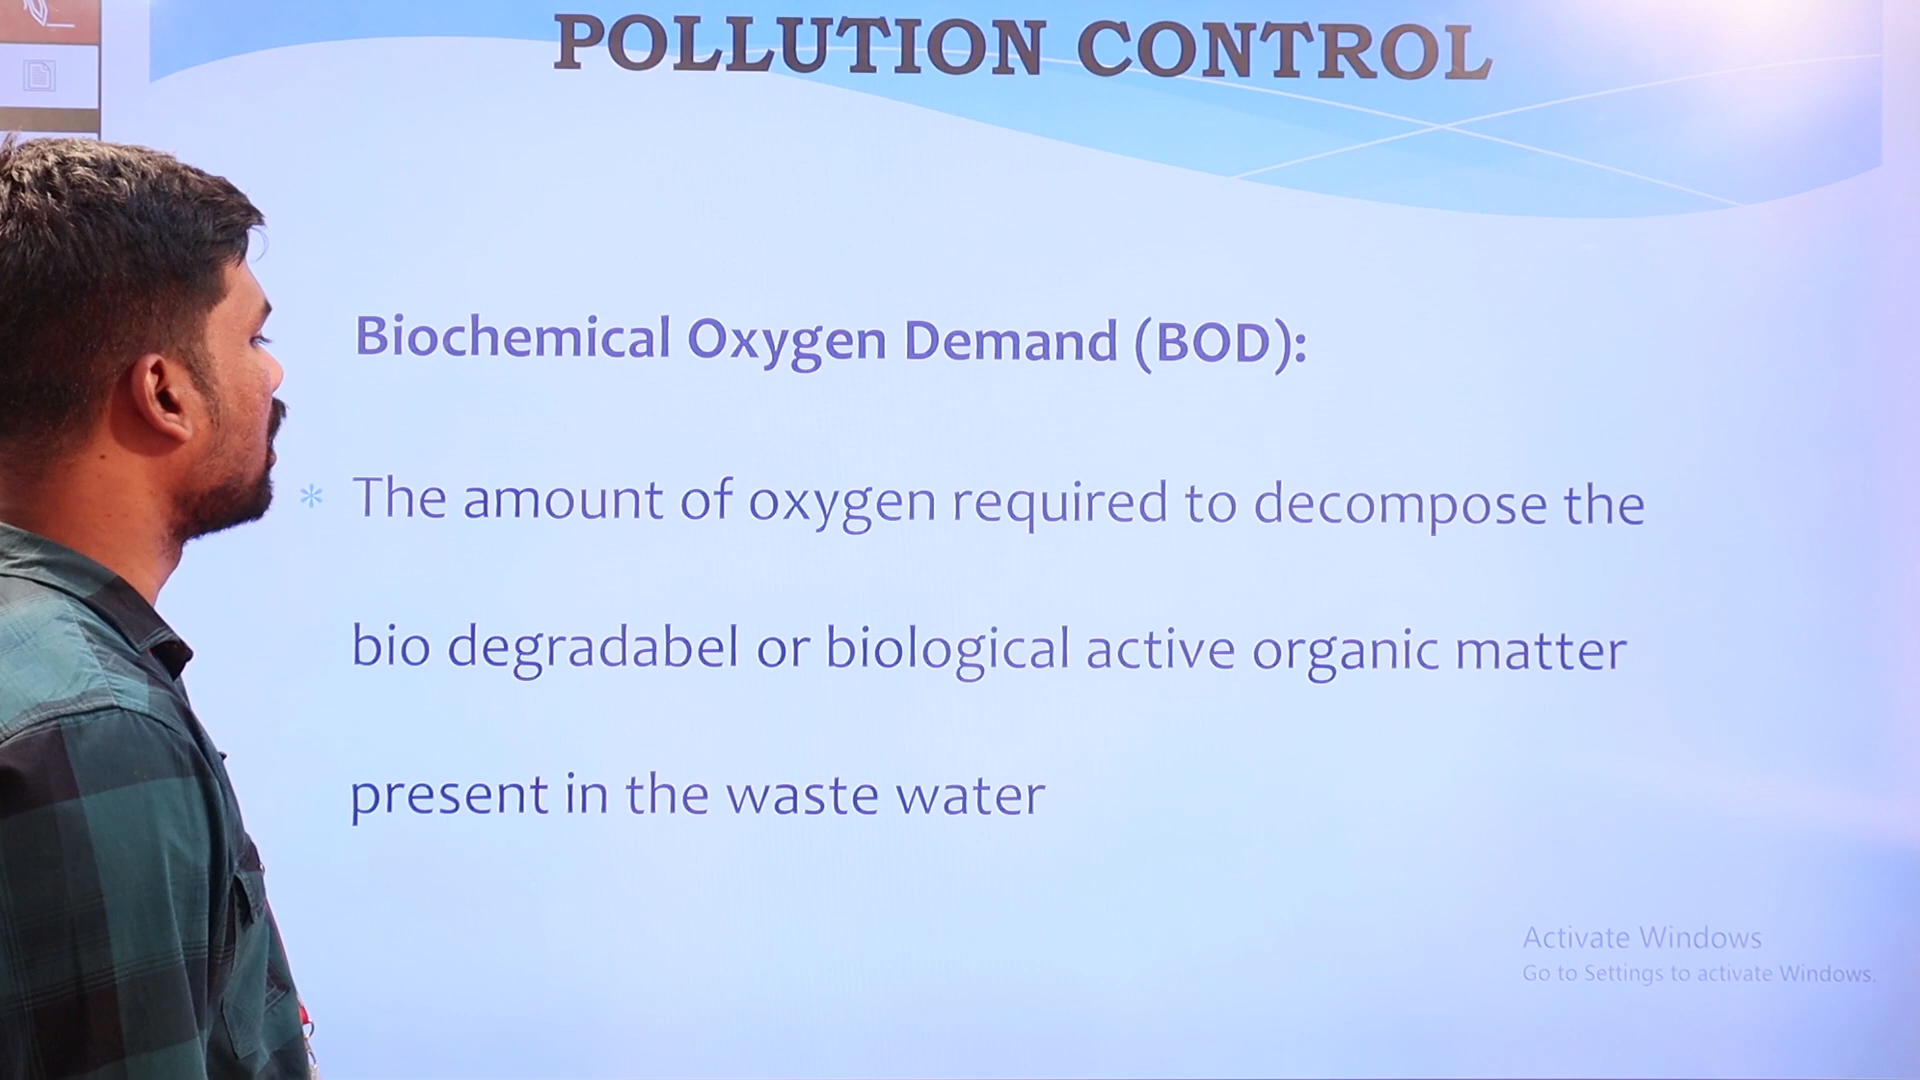 POLLUTION CONTROL
Biochemical Oxygen Demand (BOD):
* The amount of oxygen required to decompose the
bio degradabel or biological active organic matter
present in the waste water
Activate Windows
Go to Settings to activate Windows.